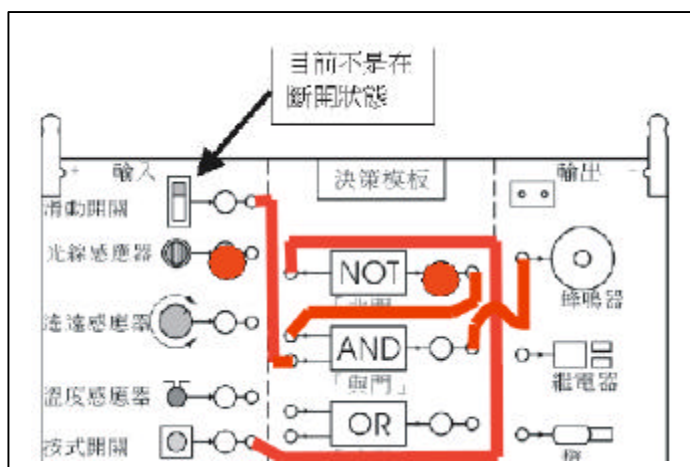 目前不是在
斷開狀態
+ 輸入
決策模板
輸出 -
滑動開關
光線感應器
NOT
蜂鳴器
AND
「與門」
繼電器
溫度感應器
OR
按式開關